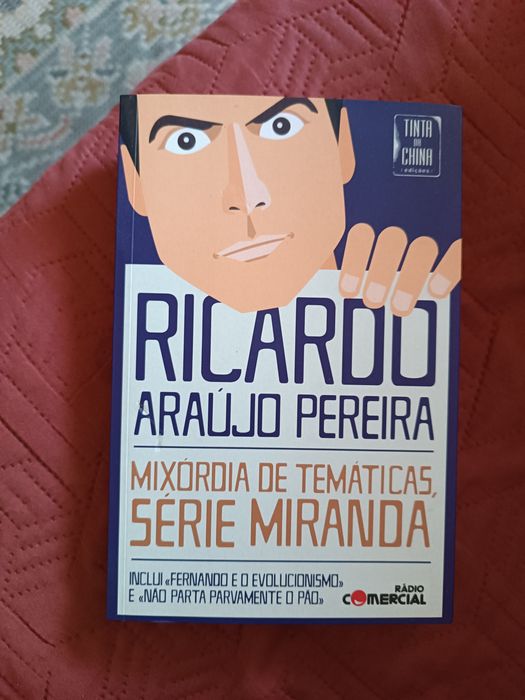 TINTA
DA
CHINA
edições
RICARDO
ARAÚJO PEREIRA
MIXÓRDIA DE TEMÁTICAS,
SÉRIE MIRANDA
INCLUI «FERNANDO E O EVOLUCIONISMO»
E «NÃO PARTA PARVAMENTE O PÃO»
RÁDIO
COMERCIAL